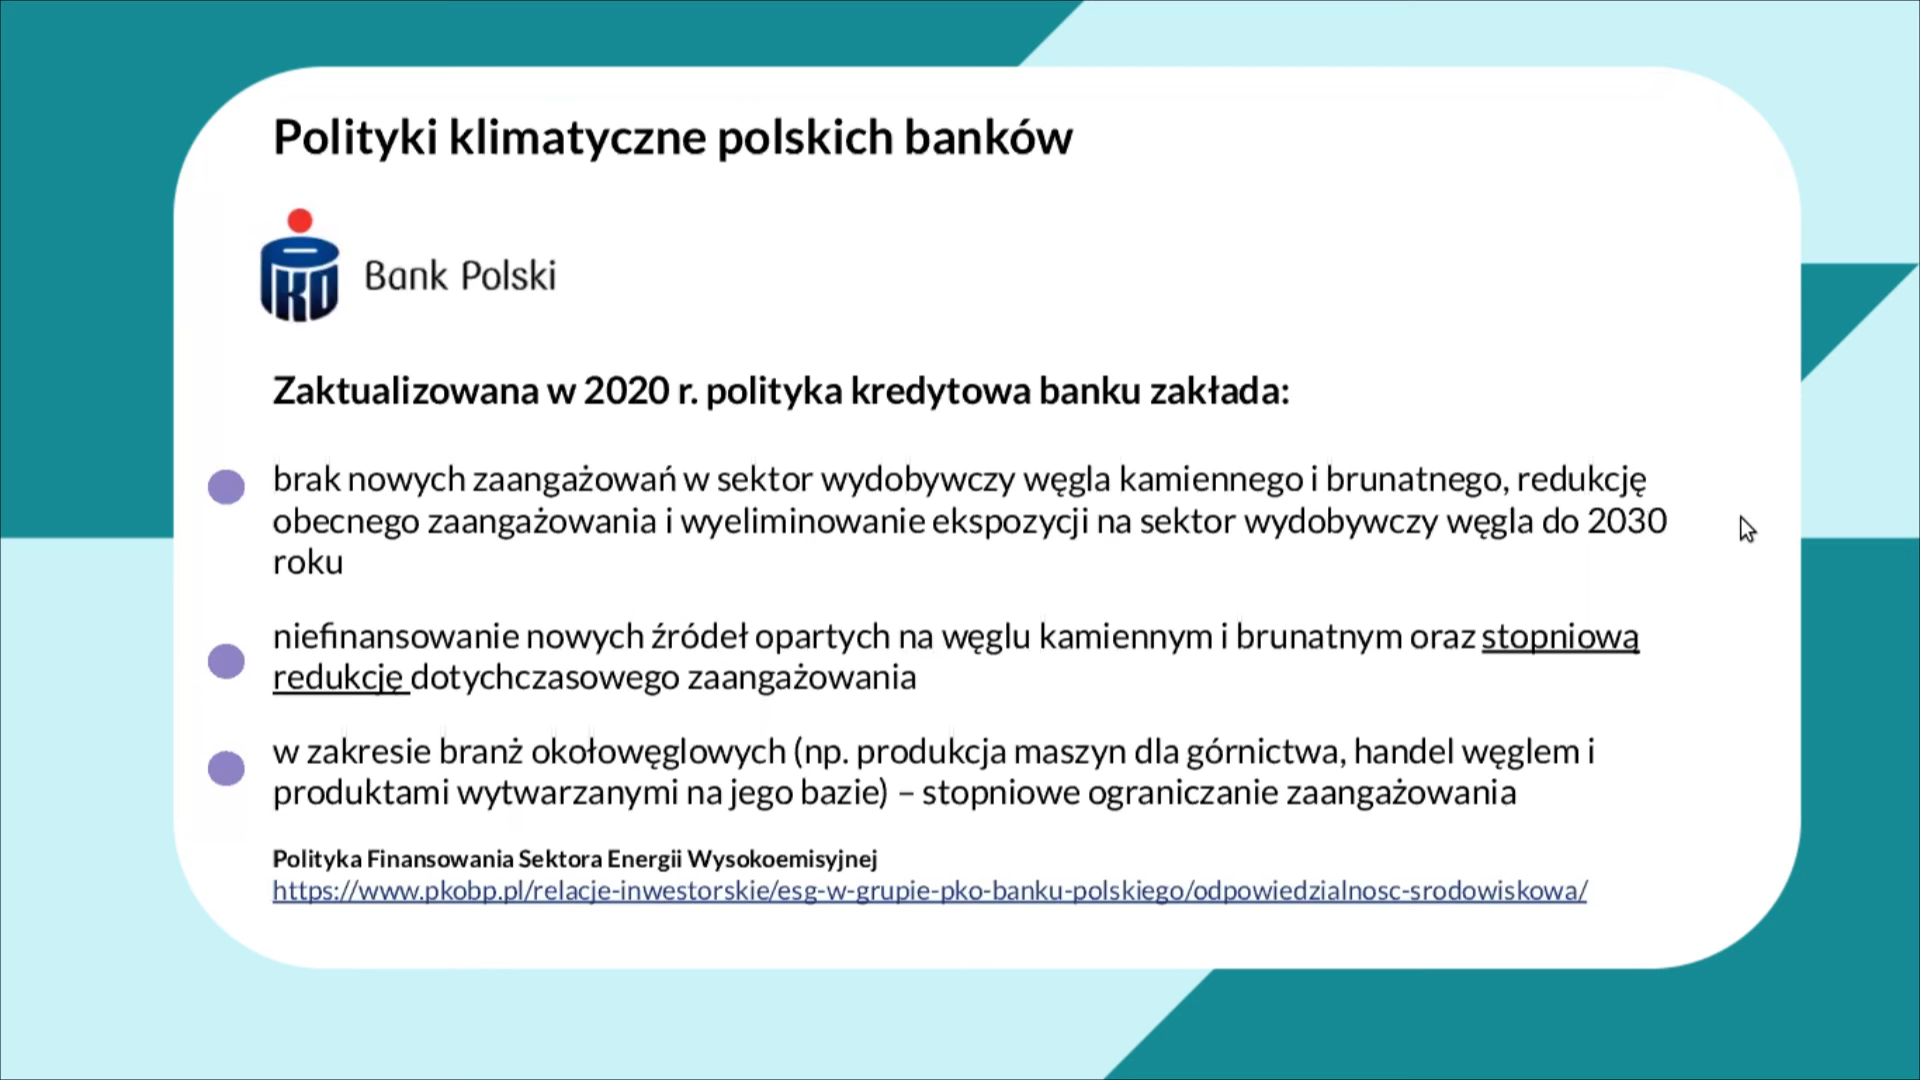 Polityki klimatyczne polskich banków
PKO
Bank Polski
Zaktualizowana w 2020 r. polityka kredytowa banku zakłada:
brak nowych zaangażowań w sektor wydobywczy węgla kamiennego i brunatnego, redukcję
obecnego zaangażowania i wyeliminowanie ekspozycji na sektor wydobywczy węgla do 2030
roku
niefinansowanie nowych źródeł opartych na węglu kamiennym i brunatnym oraz stopniową
redukcję dotychczasowego zaangażowania
w zakresie branż okołowęglowych (np. produkcja maszyn dla górnictwa, handel węglem i
produktami wytwarzanymi na jego bazie) – stopniowe ograniczanie zaangażowania
Polityka Finansowania Sektora Energii Wysokoemisyjnej
https://www.pkobp.pl/relacje-inwestorskie/esg-w-grupie-pko-banku-polskiego/odpowiedzialnosc-srodowiskowa/